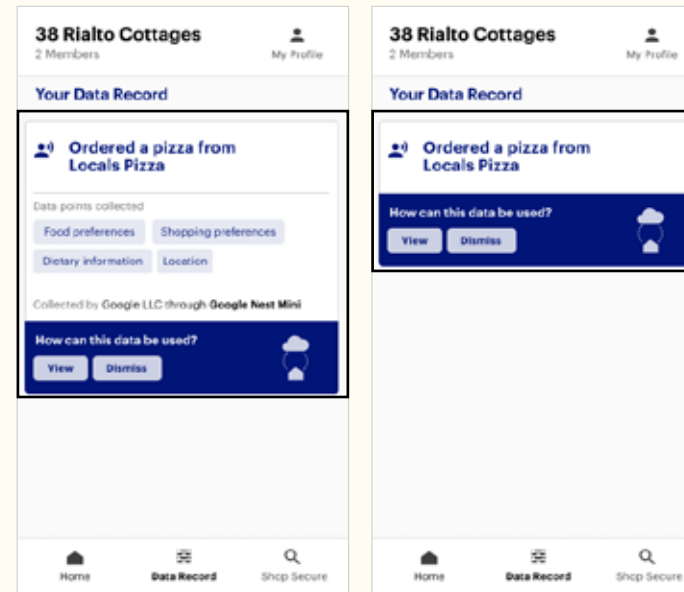 38 Rialto Cottages
2 Members
My Profile
Your Data Record
Ordered a pizza from
Locals Pizza
Data points collected
Food preferences
Shopping preferences
Dietary information
Location
Collected by Google LLC through Google Nest Mini
How can this data be used?
View
Dismiss
Home
Data Record
Shop Secure
38 Rialto Cottages
2 Members
My Profile
Your Data Record
Ordered a pizza from
Locals Pizza
How can this data be used?
View
Dismiss
Home
Data Record
Shop Secure